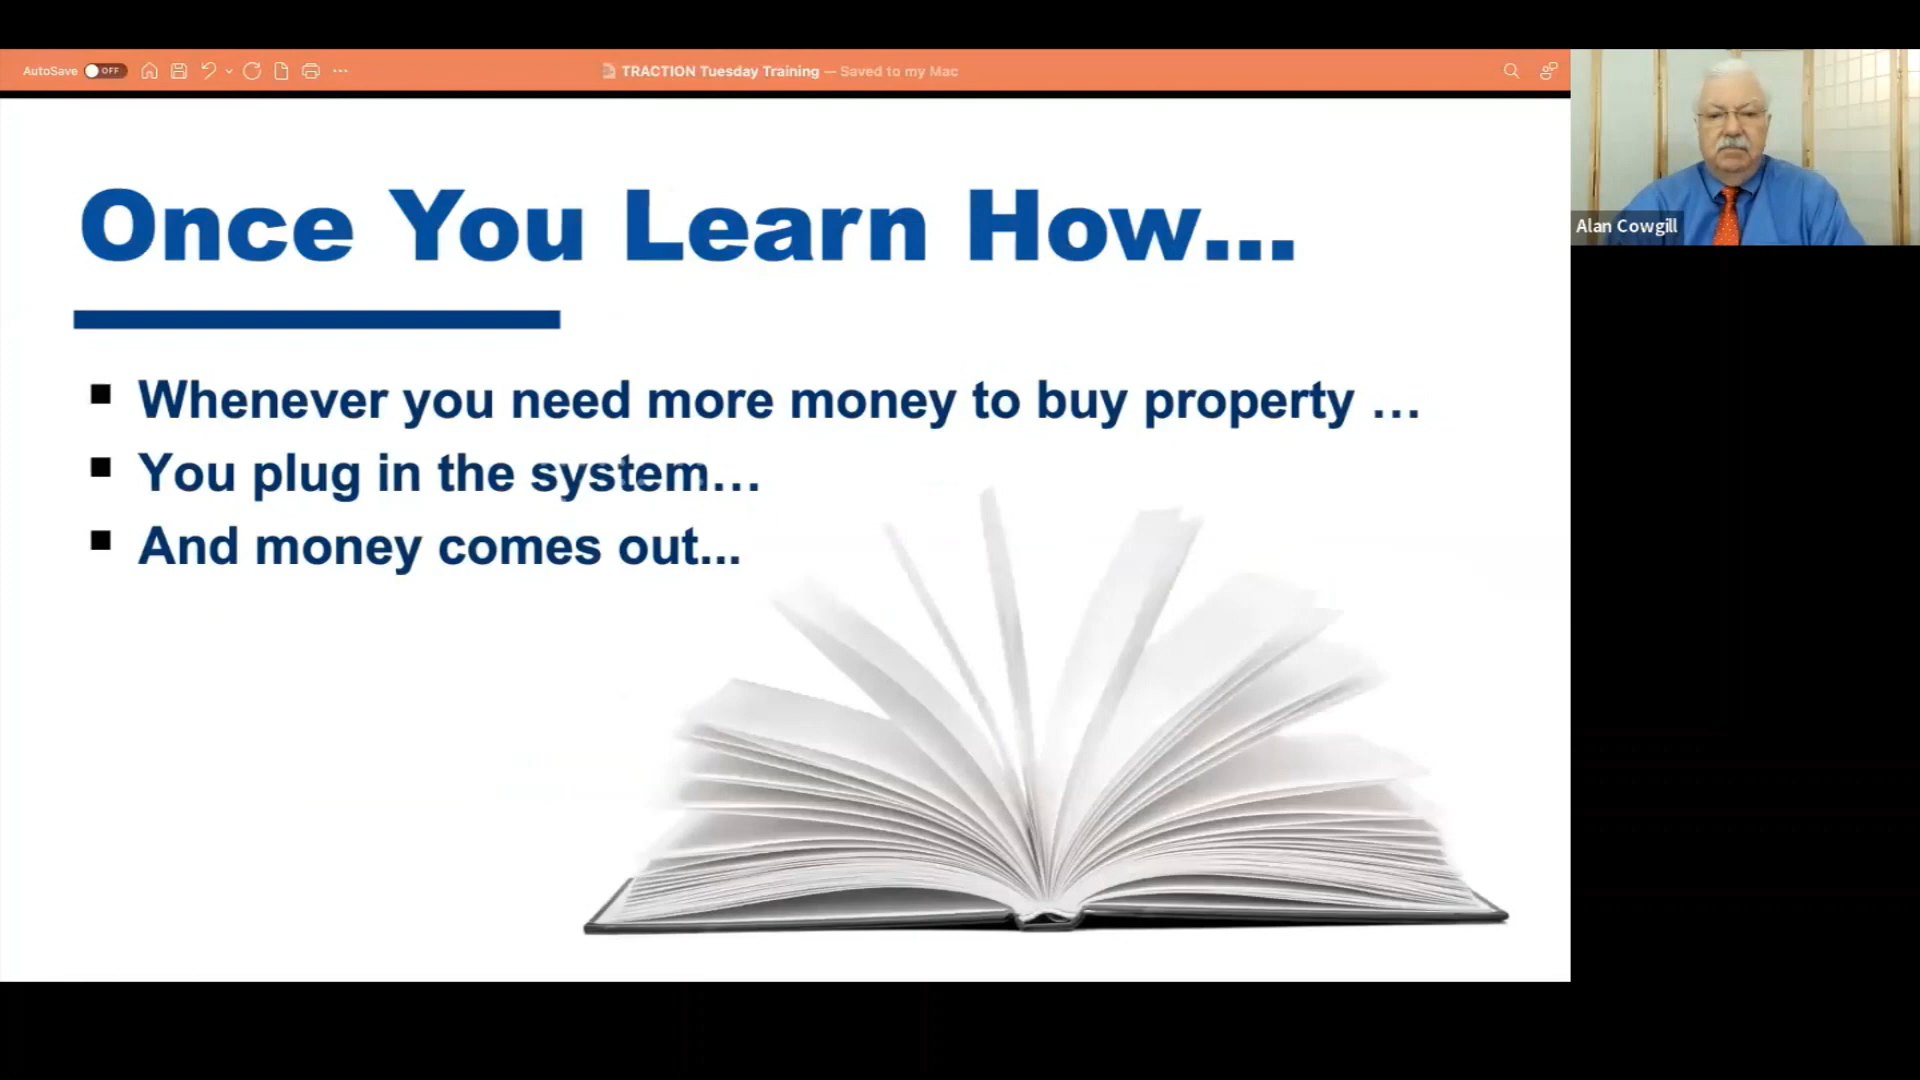 AutoSave OFF
TRACTION Tuesday Training — Saved to my Mac
Once You Learn How...
Whenever you need more money to buy property …
You plug in the system…
And money comes out...
Alan Cowgill